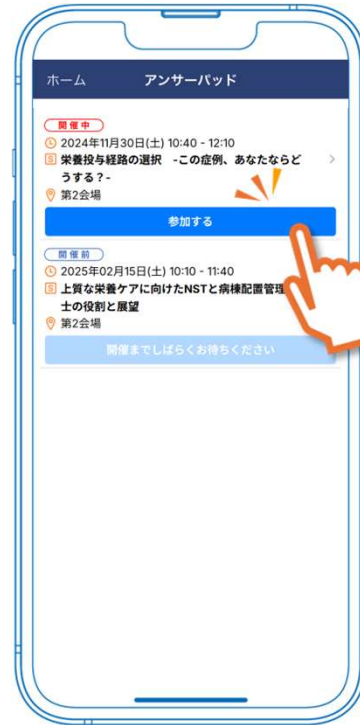 ホーム アンサーパッド
開催中
2024年11月30日(土) 10:40 - 12:10
S 栄養投与経路の選択 -この症例、あなたならど
うする？-
第2会場
参加する
開催前
2025年02月15日(土) 10:10 - 11:40
S 上質な栄養ケアに向けたNSTと病棟配置管理
士の役割と展望
第2会場
開催までしばらくお待ちください